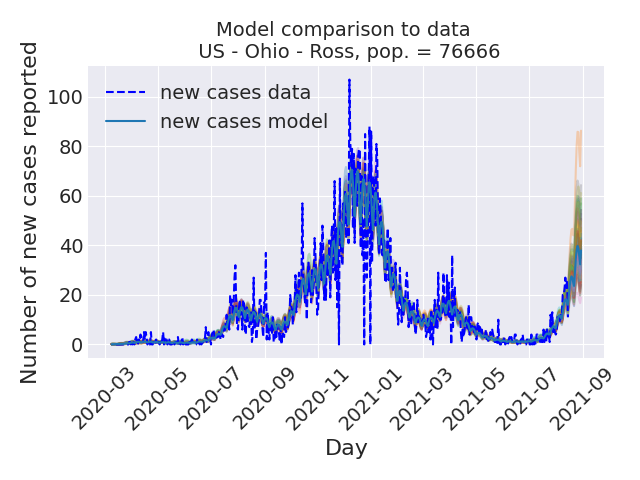 Model comparison to data
US - Ohio - Ross, pop. = 76666
Number of new cases reported
new cases data
new cases model
100
80
60
40
20
0
2020-03
2020-05
2020-07
2020-09
2020-11
2021-01
2021-03
2021-05
2021-07
2021-09
Day